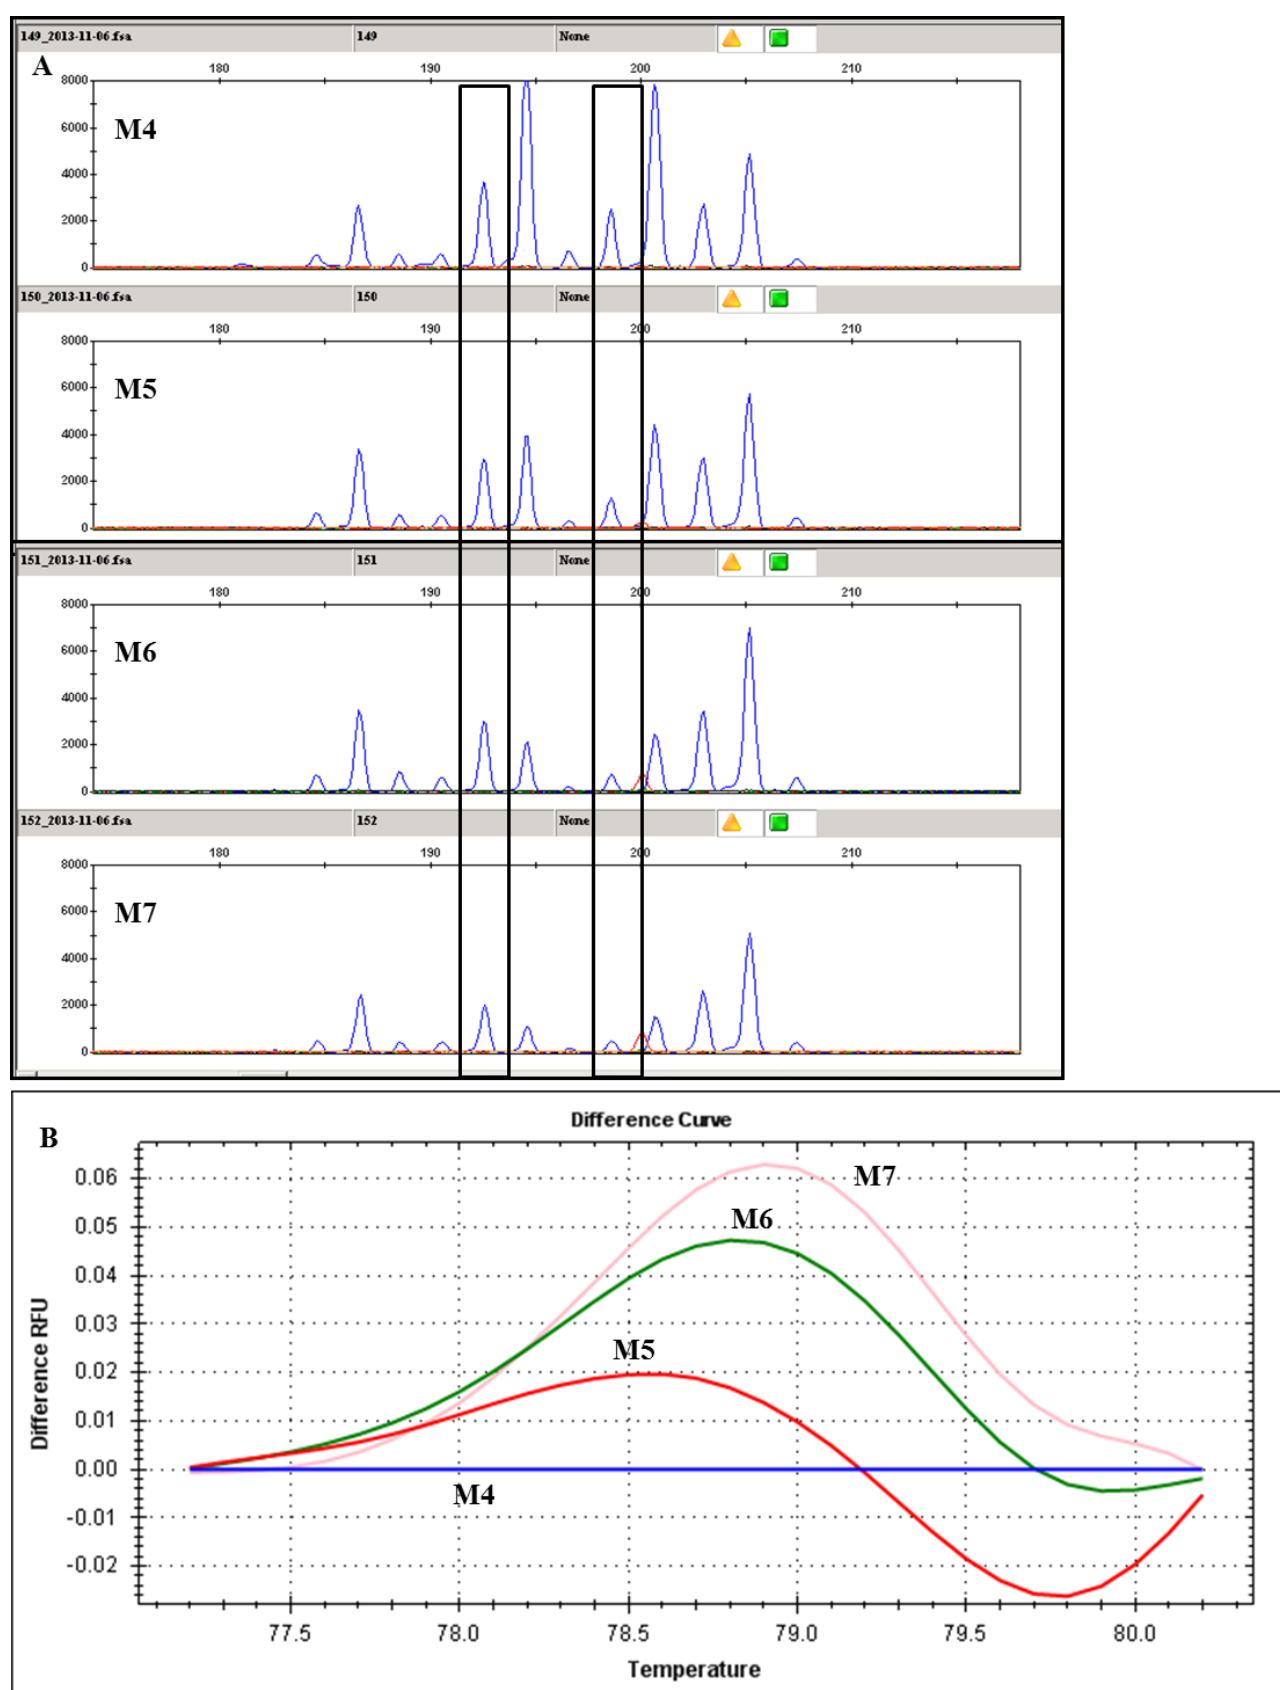 149_2013-11-06.fsa 149 None
A
180 190 200 210
8000
M4
6000
4000
2000
0
150_2013-11-06.fsa 150 None
180 190 200 210
8000
M5
6000
4000
2000
0
151_2013-11-06.fsa 151 None
180 190 200 210
8000
M6
6000
4000
2000
0
152_2013-11-06.fsa 152 None
180 190 200 210
8000
M7
6000
4000
2000
0
B
Difference Curve
Difference RFU
0.06
0.05
0.04
0.03
0.02
0.01
0.00
-0.01
-0.02
M7
M6
M5
M4
77.5 78.0 78.5 79.0 79.5 80.0
Temperature